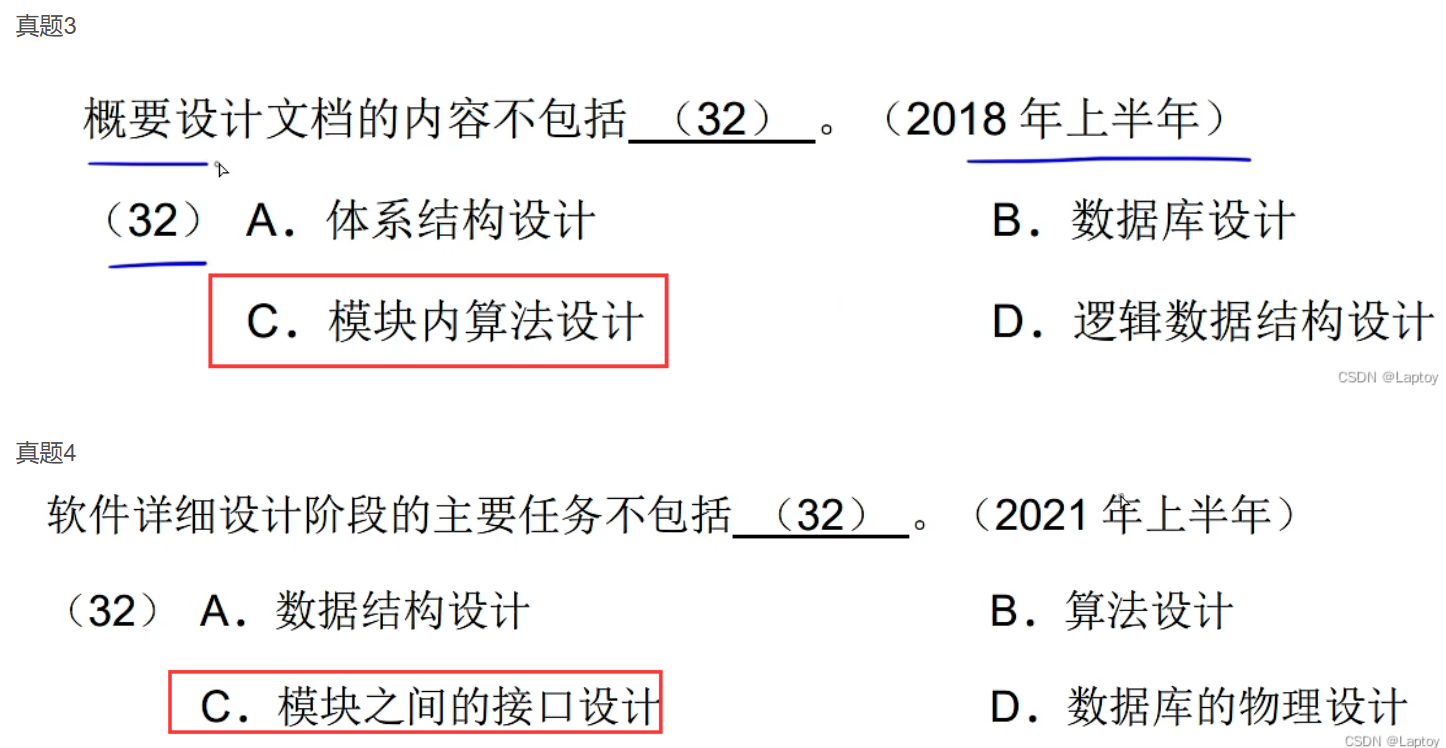 真题3
概要设计文档的内容不包括 （32） 。（2018 年上半年）
（32） A．体系结构设计 B．数据库设计
C．模块内算法设计 D．逻辑数据结构设计
CSDN @Laptoy
真题4
软件详细设计阶段的主要任务不包括 （32） 。（2021 年上半年）
（32） A．数据结构设计 B．算法设计
C．模块之间的接口设计 D．数据库的物理设计
CSDN @Laptoy